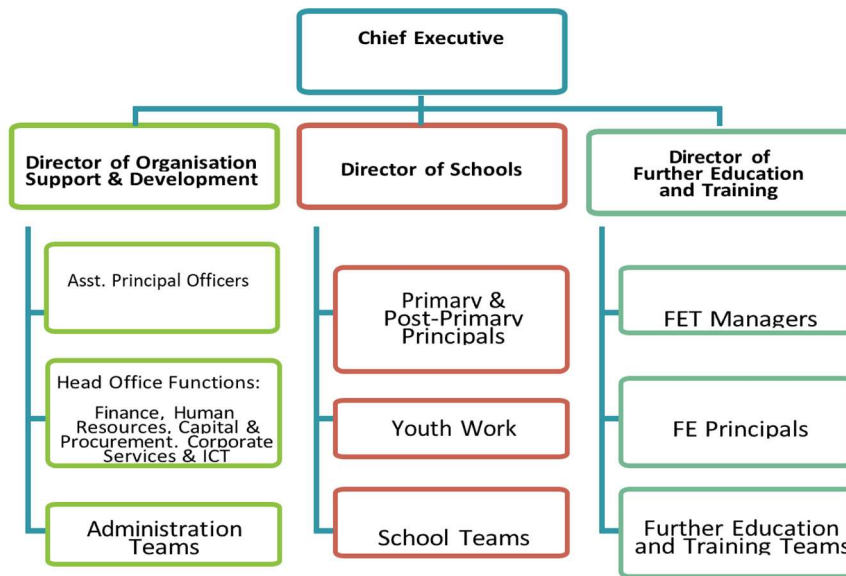 Chief Executive
Director of Organisation
Support & Development
Asst. Principal Officers
Head Office Functions:
Finance, Human
Resources, Capital &
Procurement, Corporate
Services & ICT
Administration
Teams
Director of Schools
Primary &
Post-Primary
Principals
Youth Work
School Teams
Director of
Further Education
and Training
FET Managers
FE Principals
Further Education
and Training Teams